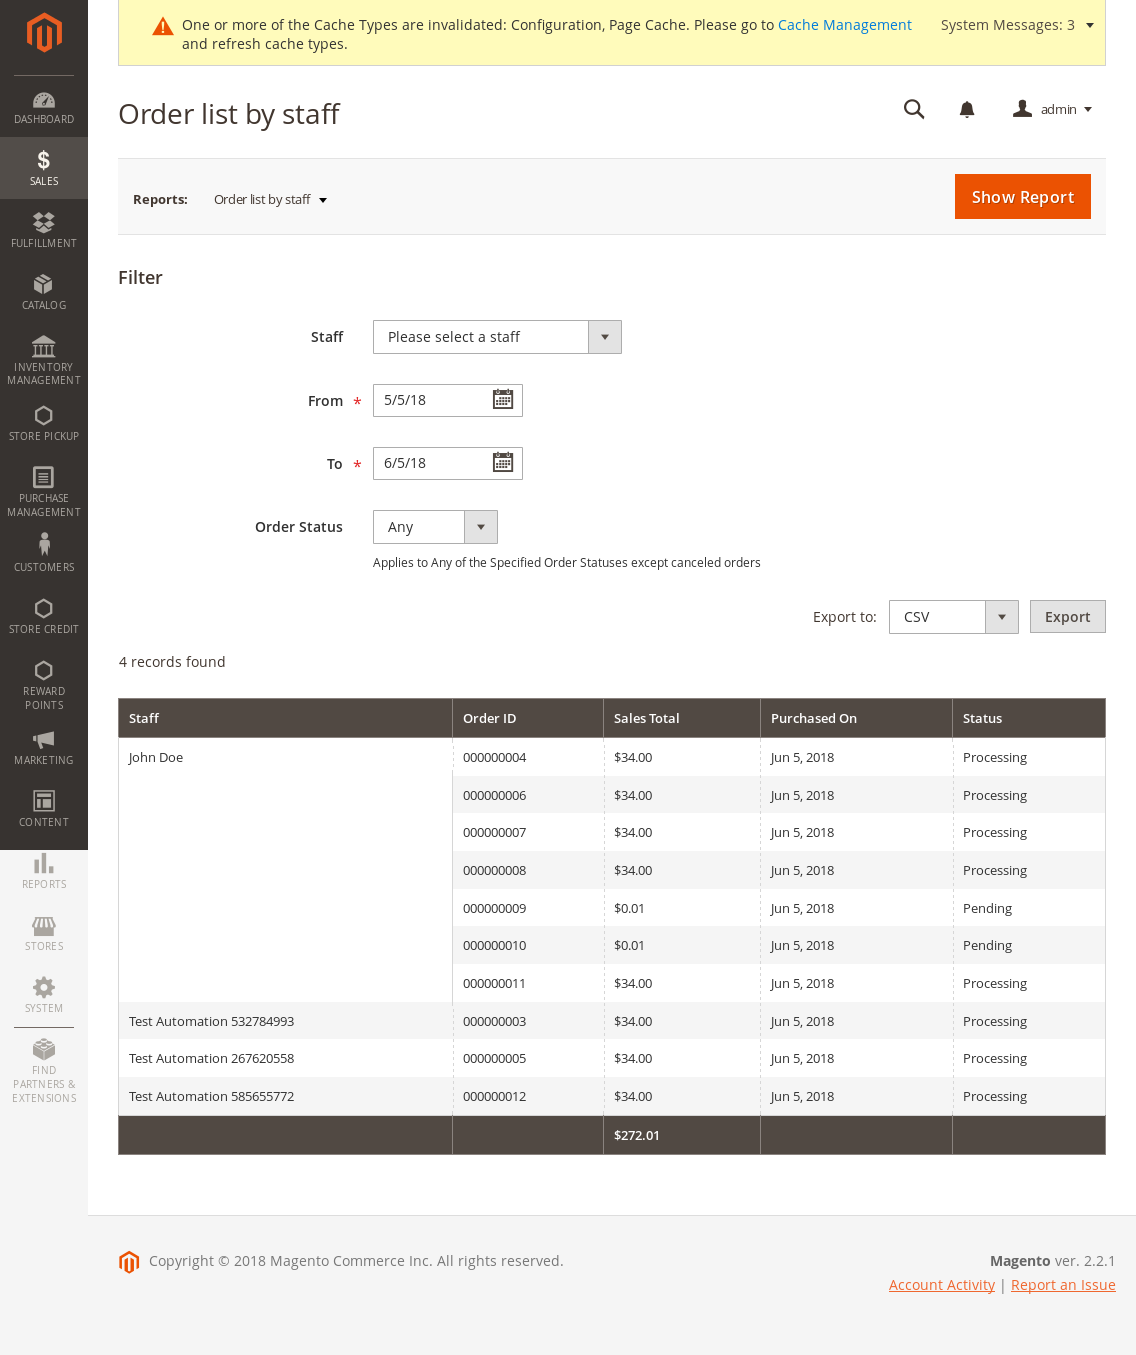 One or more of the Cache Types are invalidated: Configuration, Page Cache. Please go to Cache Management
and refresh cache types.
System Messages: 3
Order list by staff
admin
Reports: Order list by staff
Show Report
Filter
Staff Please select a staff
From * 5/5/18
To * 6/5/18
Order Status Any
Applies to Any of the Specified Order Statuses except canceled orders
Export to: CSV Export
4 records found
Staff Order ID Sales Total Purchased On Status
John Doe 000000004 $34.00 Jun 5, 2018 Processing
000000006 $34.00 Jun 5, 2018 Processing
000000007 $34.00 Jun 5, 2018 Processing
000000008 $34.00 Jun 5, 2018 Processing
000000009 $0.01 Jun 5, 2018 Pending
000000010 $0.01 Jun 5, 2018 Pending
000000011 $34.00 Jun 5, 2018 Processing
Test Automation 532784993 000000003 $34.00 Jun 5, 2018 Processing
Test Automation 267620558 000000005 $34.00 Jun 5, 2018 Processing
Test Automation 585655772 000000012 $34.00 Jun 5, 2018 Processing
$272.01
DASHBOARD
$
SALES
FULFILLMENT
CATALOG
INVENTORY
MANAGEMENT
STORE PICKUP
PURCHASE
MANAGEMENT
CUSTOMERS
STORE CREDIT
REWARD
POINTS
MARKETING
CONTENT
REPORTS
STORES
SYSTEM
FIND
PARTNERS &
EXTENSIONS
Copyright © 2018 Magento Commerce Inc. All rights reserved.
Magento ver. 2.2.1
Account Activity | Report an Issue